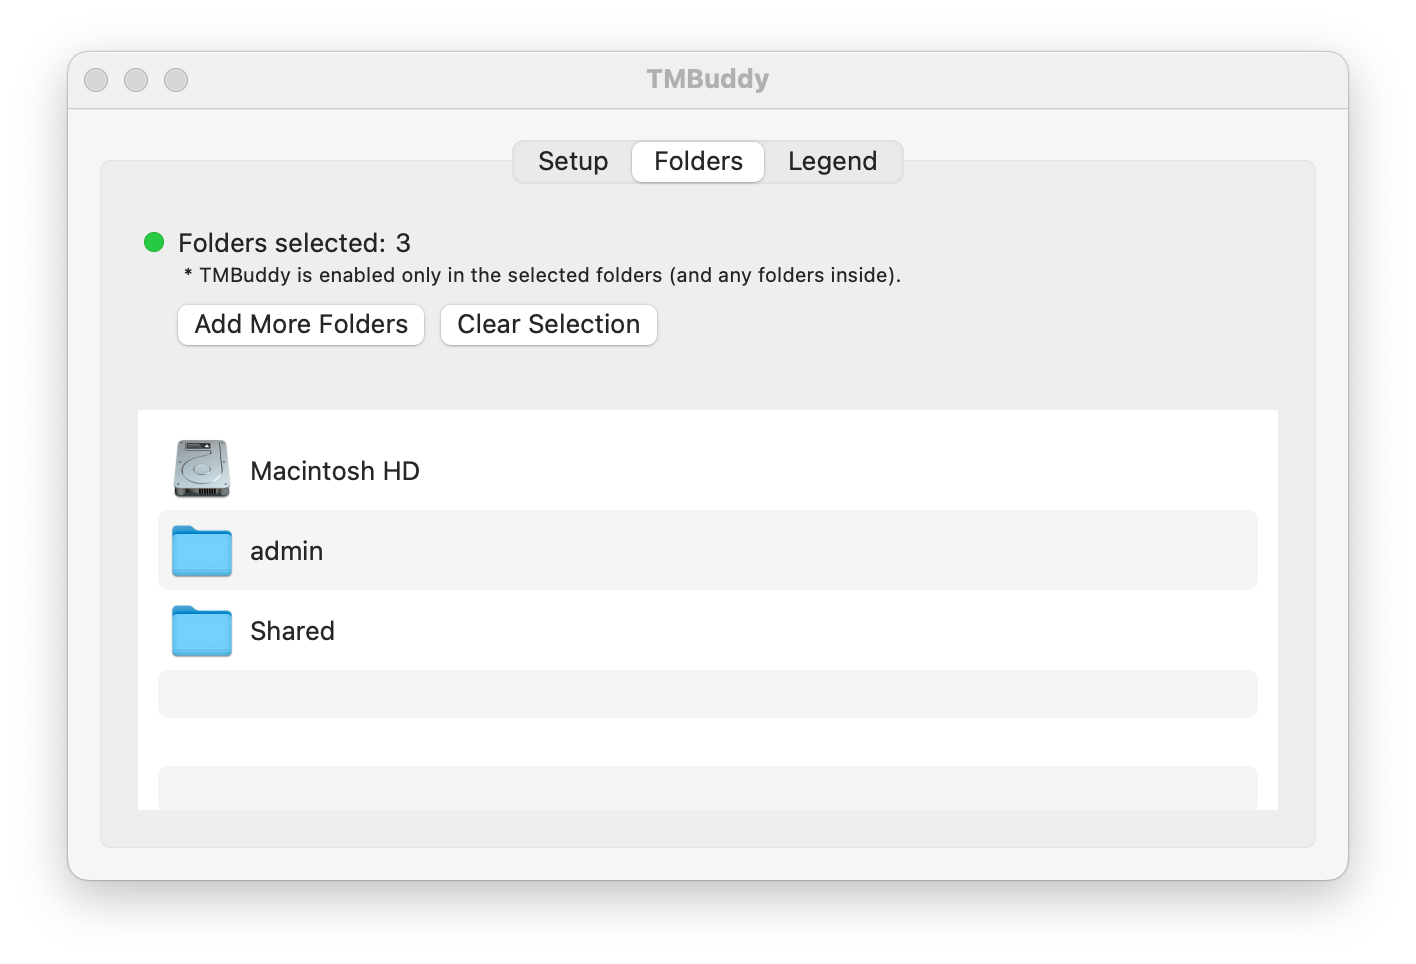 TMBuddy
Setup Folders Legend
Folders selected: 3
* TMBuddy is enabled only in the selected folders (and any folders inside).
Add More Folders Clear Selection
Macintosh HD
admin
Shared